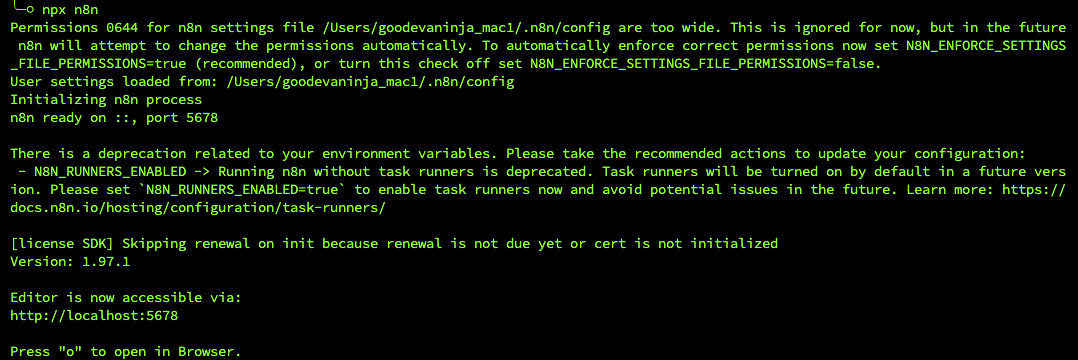 ╰─○ npx n8n
Permissions 0644 for n8n settings file /Users/goodevaninja_mac1/.n8n/config are too wide. This is ignored for now, but in the future
 n8n will attempt to change the permissions automatically. To automatically enforce correct permissions now set N8N_ENFORCE_SETTINGS
_FILE_PERMISSIONS=true (recommended), or turn this check off set N8N_ENFORCE_SETTINGS_FILE_PERMISSIONS=false.
User settings loaded from: /Users/goodevaninja_mac1/.n8n/config
Initializing n8n process
n8n ready on ::, port 5678

There is a deprecation related to your environment variables. Please take the recommended actions to update your configuration:
 - N8N_RUNNERS_ENABLED -> Running n8n without task runners is deprecated. Task runners will be turned on by default in a future vers
ion. Please set `N8N_RUNNERS_ENABLED=true` to enable task runners now and avoid potential issues in the future. Learn more: https://
docs.n8n.io/hosting/configuration/task-runners/

[license SDK] Skipping renewal on init because renewal is not due yet or cert is not initialized
Version: 1.97.1

Editor is now accessible via:
http://localhost:5678

Press "o" to open in Browser.